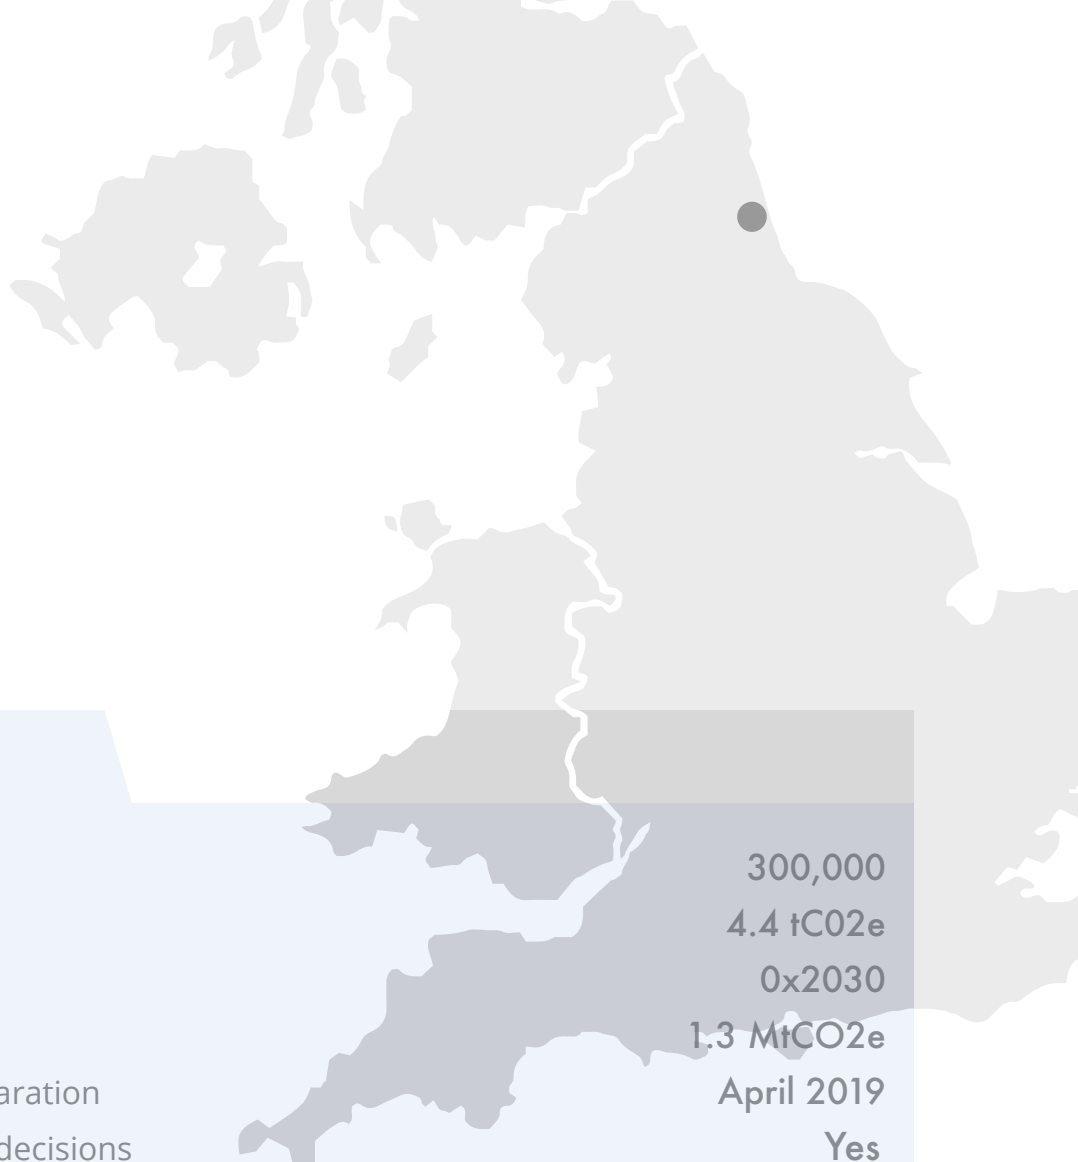 300,000
4.4 tC02e
0x2030
1.3 MtCO2e
aration April 2019
decisions Yes